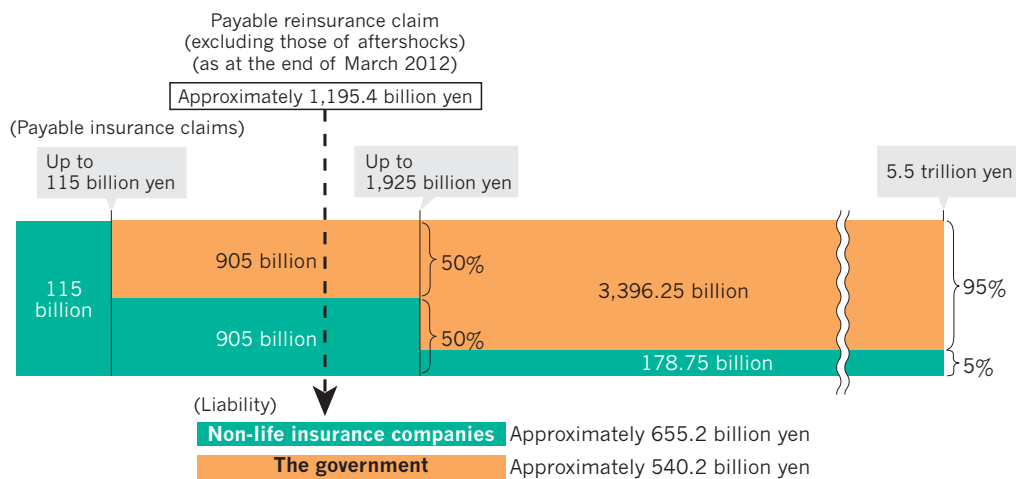 Payable reinsurance claim
(excluding those of aftershocks)
(as at the end of March 2012)
Approximately 1,195.4 billion yen
(Payable insurance claims)
Up to
115 billion yen
Up to
1,925 billion yen
5.5 trillion yen
115
billion
905 billion
50%
905 billion
50%
3,396.25 billion
95%
178.75 billion
5%
(Liability)
Non-life insurance companies Approximately 655.2 billion yen
The government Approximately 540.2 billion yen